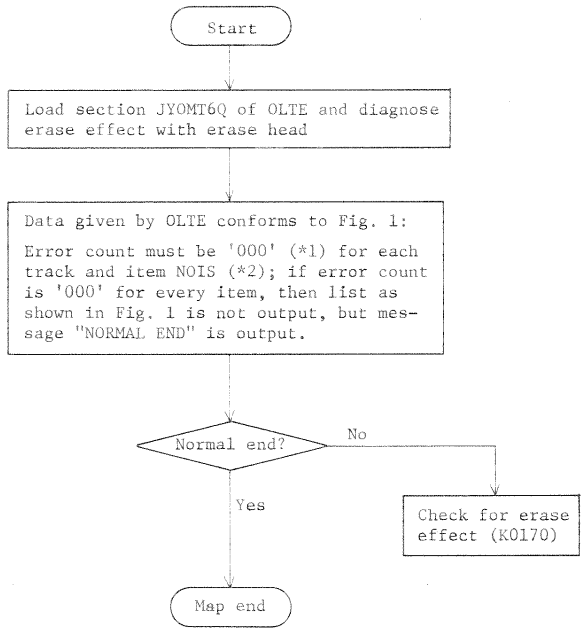 Start
Load section JYOMT6Q of OLTE and diagnose
erase effect with erase head
Data given by OLTE conforms to Fig. 1:
Error count must be '000' (*1) for each
track and item NOIS (*2); if error count
is '000' for every item, then list as
shown in Fig. 1 is not output, but mes-
sage "NORMAL END" is output.
Normal end?
No
Yes
Check for erase
effect (K0170)
Map end